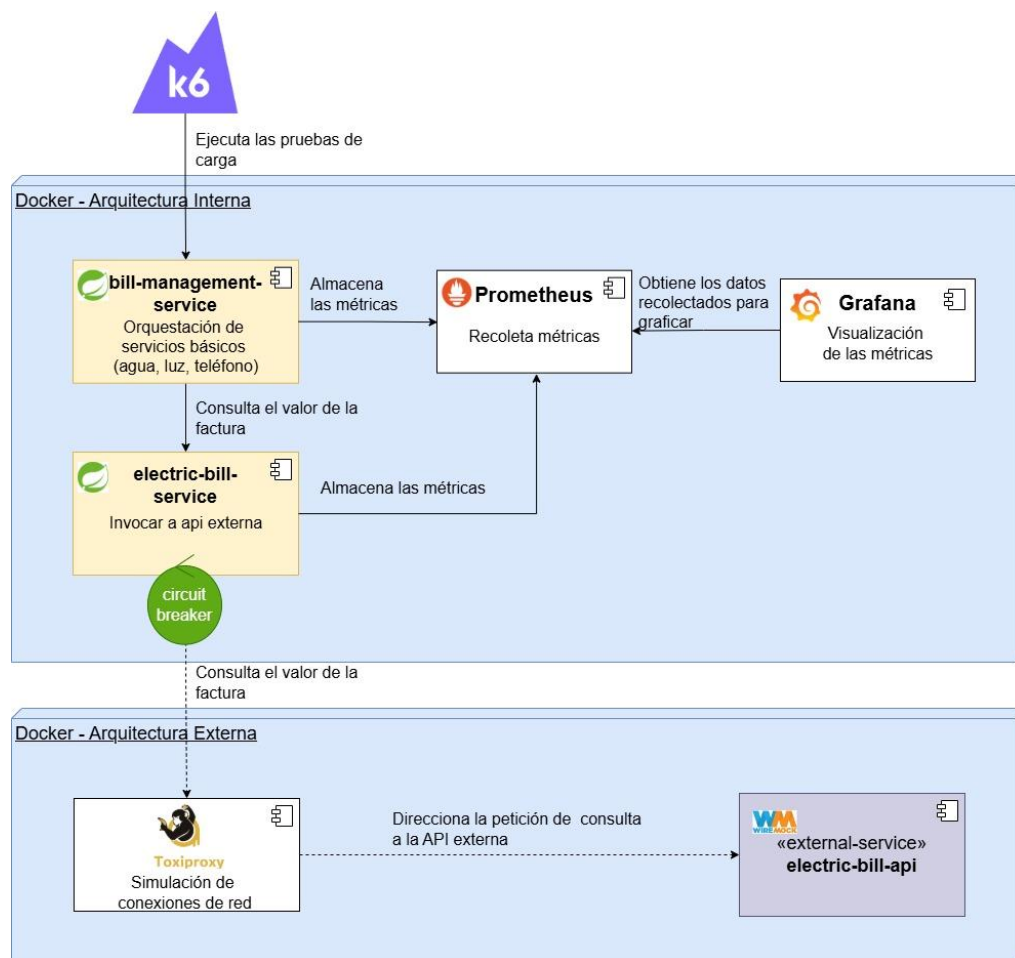 k6
Ejecuta las pruebas de
carga
Docker - Arquitectura Interna
bill-management-
service
Orquestación de
servicios básicos
(agua, luz, teléfono)
Almacena
las métricas
Prometheus
Recoleta métricas
Obtiene los datos
recolectados para
graficar
Grafana
Visualización
de las métricas
Consulta el valor de la
factura
electric-bill-
service
Invocar a api externa
Almacena las métricas
circuit
breaker
Consulta el valor de la
factura
Docker - Arquitectura Externa
Toxiproxy
Simulación de
conexiones de red
Direcciona la petición de consulta
a la API externa
WM
WIREMOCK
«external-service»
electric-bill-api